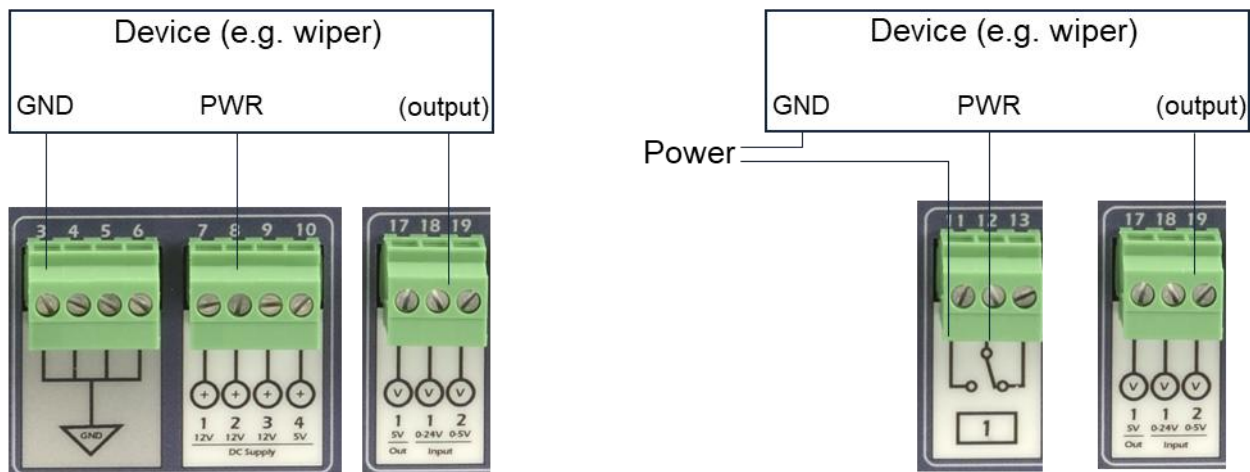 Device (e.g. wiper)
GND PWR (output)
3 4 5 6 7 8 9 10 17 18 19
GND
+ + + + V V V
1 2 3 4 1 1 2
12V 12V 12V 5V 5V 0-24V 0-5V
DC Supply Out Input
Device (e.g. wiper)
GND PWR (output)
Power
11 12 13 17 18 19
V V V
1 1 2
5V 0-24V 0-5V
1
Out Input